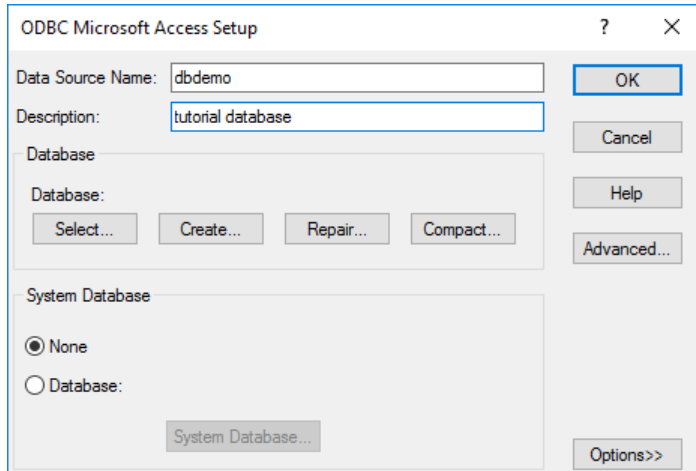 ODBC Microsoft Access Setup ?
Data Source Name: dbdemo OK
Description: tutorial database
Cancel
Database
Database: Help
Select... Create... Repair... Compact...
Advanced...
System Database
None
Database:
System Database...
Options>>